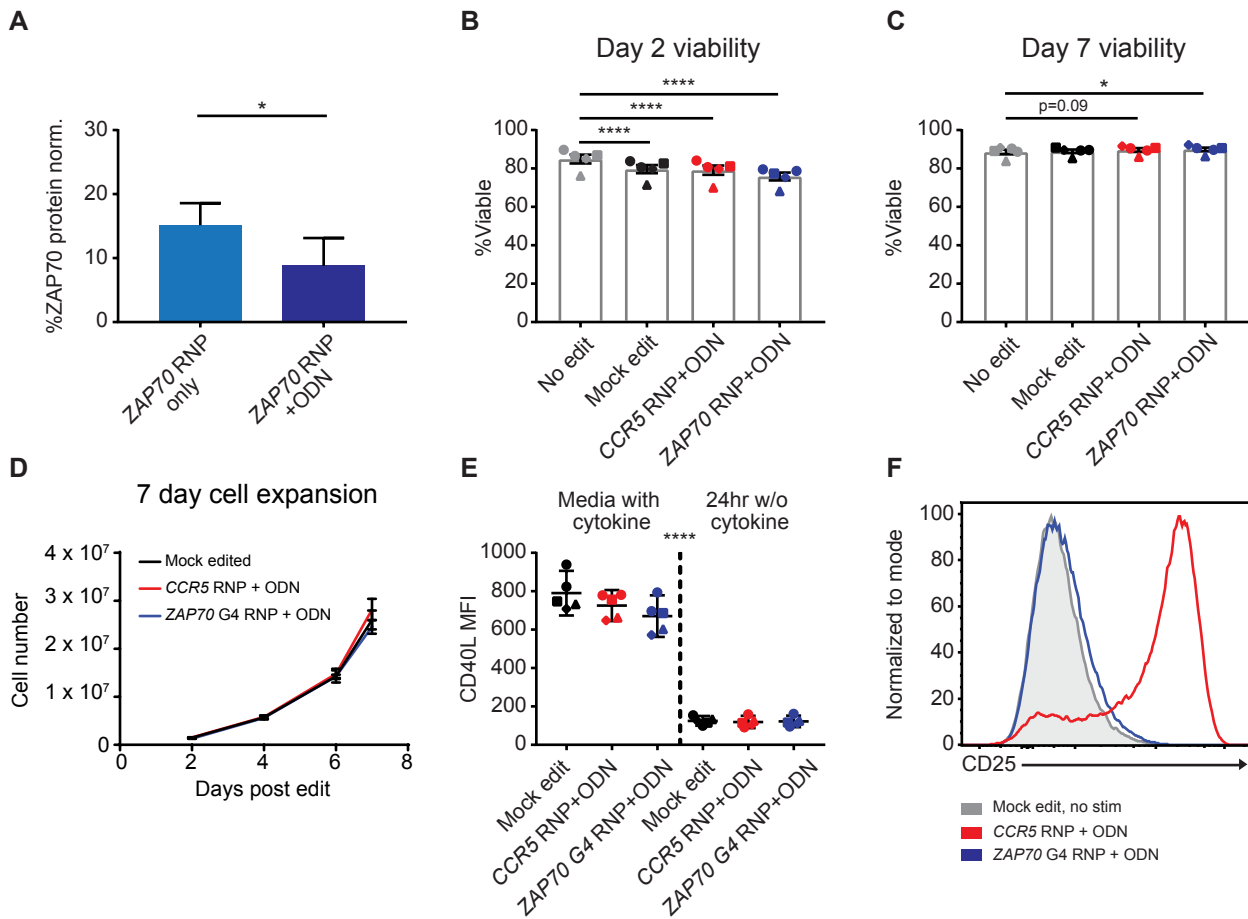 A
*
30
20
10
0
%ZAP70 protein norm.
ZAP70 RNP
only
ZAP70 RNP
+ODN
B
Day 2 viability
****
****
****
100
80
60
40
20
0
%Viable
No edit
Mock edit
CCR5 RNP+ODN
ZAP70 RNP+ODN
C
Day 7 viability
*
p=0.09
100
80
60
40
20
0
%Viable
No edit
Mock edit
CCR5 RNP+ODN
ZAP70 RNP+ODN
D
7 day cell expansion
4 x 10⁷
3 x 10⁷
2 x 10⁷
1 x 10⁷
0
Cell number
Mock edited
CCR5 RNP + ODN
ZAP70 G4 RNP + ODN
0 2 4 6 8
Days post edit
E
Media with
cytokine
24hr w/o
cytokine
****
1000
800
600
400
200
0
CD40L MFI
Mock edit
CCR5 RNP+ODN
ZAP70 G4 RNP+ODN
Mock edit
CCR5 RNP+ODN
ZAP70 G4 RNP+ODN
F
100
80
60
40
20
0
Normalized to mode
CD25
Mock edit, no stim
CCR5 RNP + ODN
ZAP70 G4 RNP + ODN